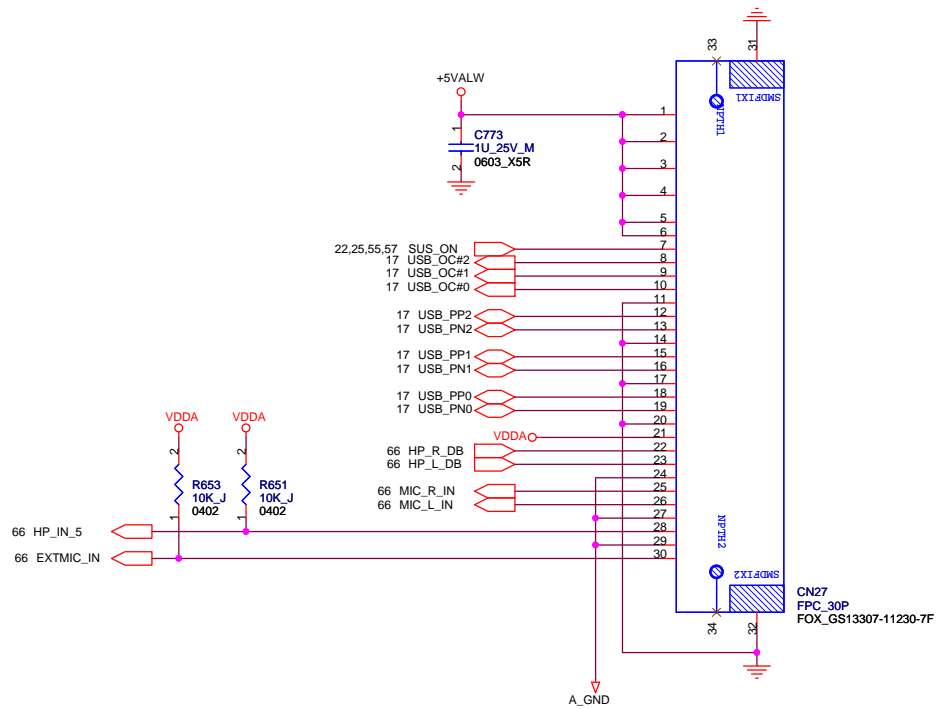 33
31
+5VALW
SMDFIX1
NPTH1
1
1
C773
1U_25V_M
0603_X5R
2
2
3
4
5
6
22,25,55,57 SUS_ON 7
17 USB_OC#2 8
17 USB_OC#1 9
17 USB_OC#0 10
11
17 USB_PP2 12
17 USB_PN2 13
14
17 USB_PP1 15
17 USB_PN1 16
17
17 USB_PP0 18
17 USB_PN0 19
20
VDDA VDDA
VDDA 21
66 HP_R_DB 22
66 HP_L_DB 23
24
2 2
R653 R651
10K_J 10K_J
0402 0402
1 1
66 MIC_R_IN 25
66 MIC_L_IN 26
27
66 HP_IN_5 28
29
66 EXTMIC_IN 30
NPTH2
SMDFIX2
CN27
FPC_30P
FOX_GS13307-11230-7F
34
32
A_GND